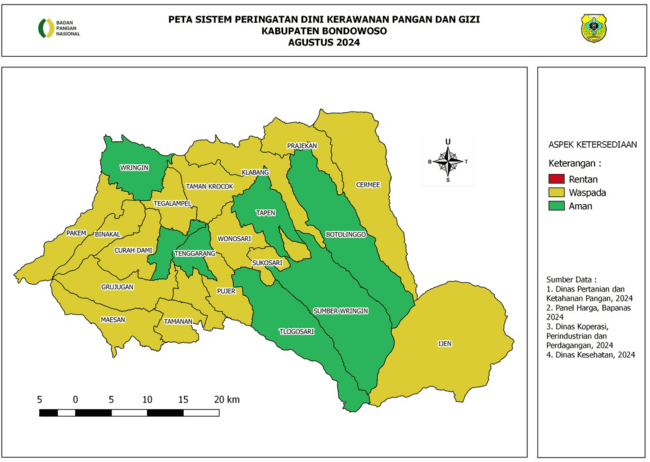 BADAN
PANGAN
NASIONAL
PETA SISTEM PERINGATAN DINI KERAWANAN PANGAN DAN GIZI
KABUPATEN BONDOWOSO
AGUSTUS 2024
PRAJEKAN
WRINGIN
KLABANG
TAMAN KROCOK
CERMEE
TEGALAMPEL
TAPEN
PAKEM
BINAKAL
BOTOLINGGO
WONOSARI
CURAH DAMI
TENGGARANG
SUKOSARI
GRUJUGAN
PUJER
SUMBER WRINGIN
MAESAN
TAMANAN
TLOGOSARI
IJEN
U
B
T
S
5 0 5 10 15 20 km
ASPEK KETERSEDIAAN
Keterangan :
Rentan
Waspada
Aman
Sumber Data :
1. Dinas Pertanian dan
Ketahanan Pangan, 2024
2. Panel Harga, Bapanas
2024
3. Dinas Koperasi,
Perindustrian dan
Perdagangan, 2024
4. Dinas Kesehatan, 2024